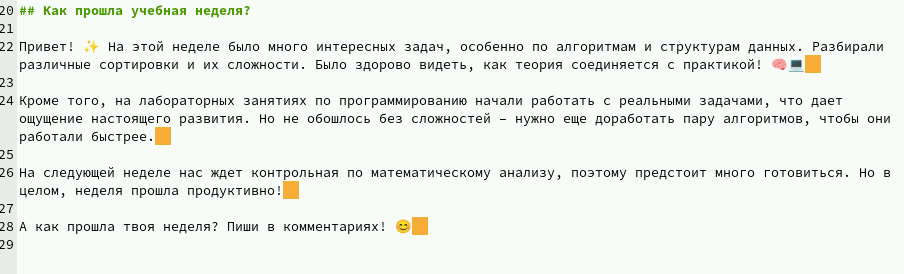 20 ## Как прошла учебная неделя?
21
22 Привет! ✨ На этой неделе было много интересных задач, особенно по алгоритмам и структурам данных. Разбирали
различные сортировки и их сложности. Было здорово видеть, как теория соединяется с практикой! 🧠💻
23
24 Кроме того, на лабораторных занятиях по программированию начали работать с реальными задачами, что дает
ощущение настоящего развития. Но не обошлось без сложностей – нужно еще доработать пару алгоритмов, чтобы они
работали быстрее.
25
26 На следующей неделе нас ждет контрольная по математическому анализу, поэтому предстоит много готовиться. Но в
целом, неделя прошла продуктивно!
27
28 А как прошла твоя неделя? Пиши в комментариях! 😊
29